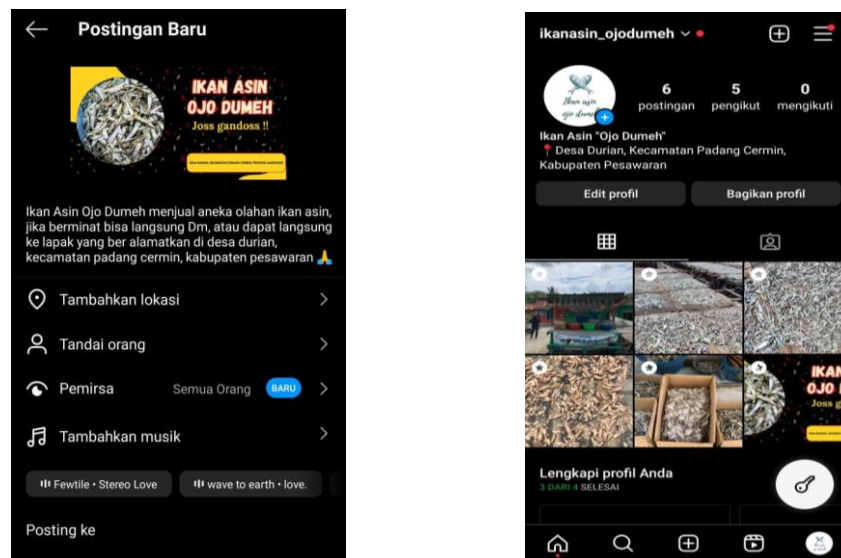 Postingan Baru
IKAN ASIN
OJO DUMEH
Joss gandoss !!
Ikan Asin Ojo Dumeh menjual aneka olahan ikan asin,
jika berminat bisa langsung Dm, atau dapat langsung
ke lapak yang ber alamatkan di desa durian,
kecamatan padang cermin, kabupaten pesawaran
Tambahkan lokasi
Tandai orang
Pemirsa Semua Orang BARU
Tambahkan musik
Fewtile • Stereo Love
wave to earth • love.
Posting ke
ikanasin_ojodumeh
Ikan asin
ojo dumeh
6 5 0
postingan pengikut mengikuti
Ikan Asin "Ojo Dumeh"
Desa Durian, Kecamatan Padang Cermin,
Kabupaten Pesawaran
Edit profil
Bagikan profil
IKAN
OJO
Joss
Lengkapi profil Anda
3 DARI 4 SELESAI